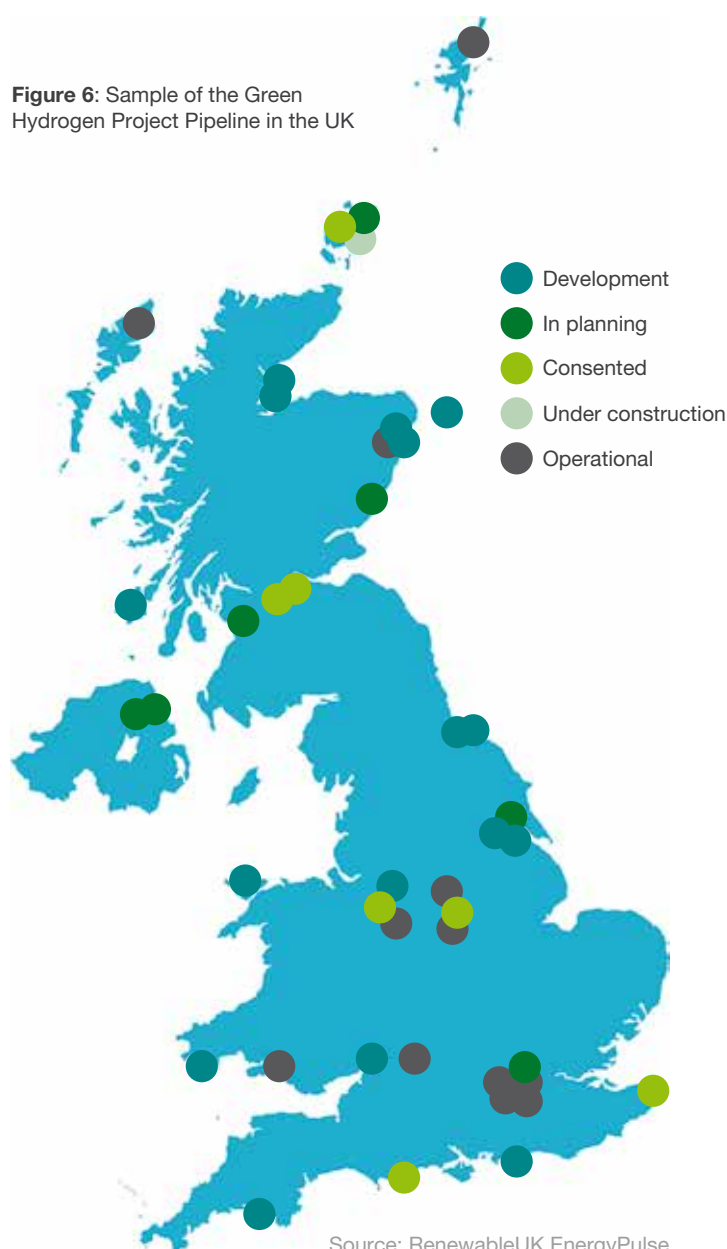 Figure 6: Sample of the Green
Hydrogen Project Pipeline in the UK
Development
In planning
Consented
Under construction
Operational
Source: RenewableUK EnergyPulse